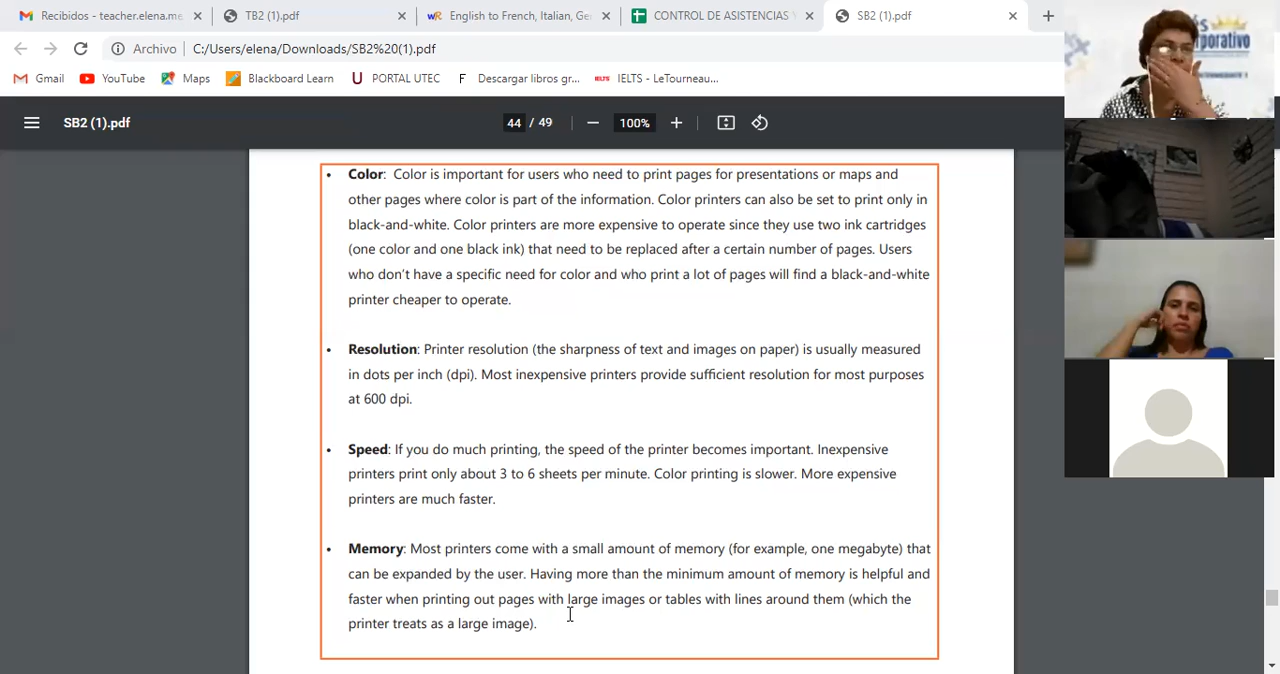 Recibidos - teacher.elena.me
TB2 (1).pdf
English to French, Italian, Ger
CONTROL DE ASISTENCIAS Y
SB2 (1).pdf
Archivo
C:/Users/elena/Downloads/SB2%20(1).pdf
Gmail
YouTube
Maps
Blackboard Learn
PORTAL UTEC
Descargar libros gr...
IELTS - LeTourneau...
SB2 (1).pdf
44 / 49
100%
• Color: Color is important for users who need to print pages for presentations or maps and
other pages where color is part of the information. Color printers can also be set to print only in
black-and-white. Color printers are more expensive to operate since they use two ink cartridges
(one color and one black ink) that need to be replaced after a certain number of pages. Users
who don't have a specific need for color and who print a lot of pages will find a black-and-white
printer cheaper to operate.
• Resolution: Printer resolution (the sharpness of text and images on paper) is usually measured
in dots per inch (dpi). Most inexpensive printers provide sufficient resolution for most purposes
at 600 dpi.
• Speed: If you do much printing, the speed of the printer becomes important. Inexpensive
printers print only about 3 to 6 sheets per minute. Color printing is slower. More expensive
printers are much faster.
• Memory: Most printers come with a small amount of memory (for example, one megabyte) that
can be expanded by the user. Having more than the minimum amount of memory is helpful and
faster when printing out pages with large images or tables with lines around them (which the
printer treats as a large image).